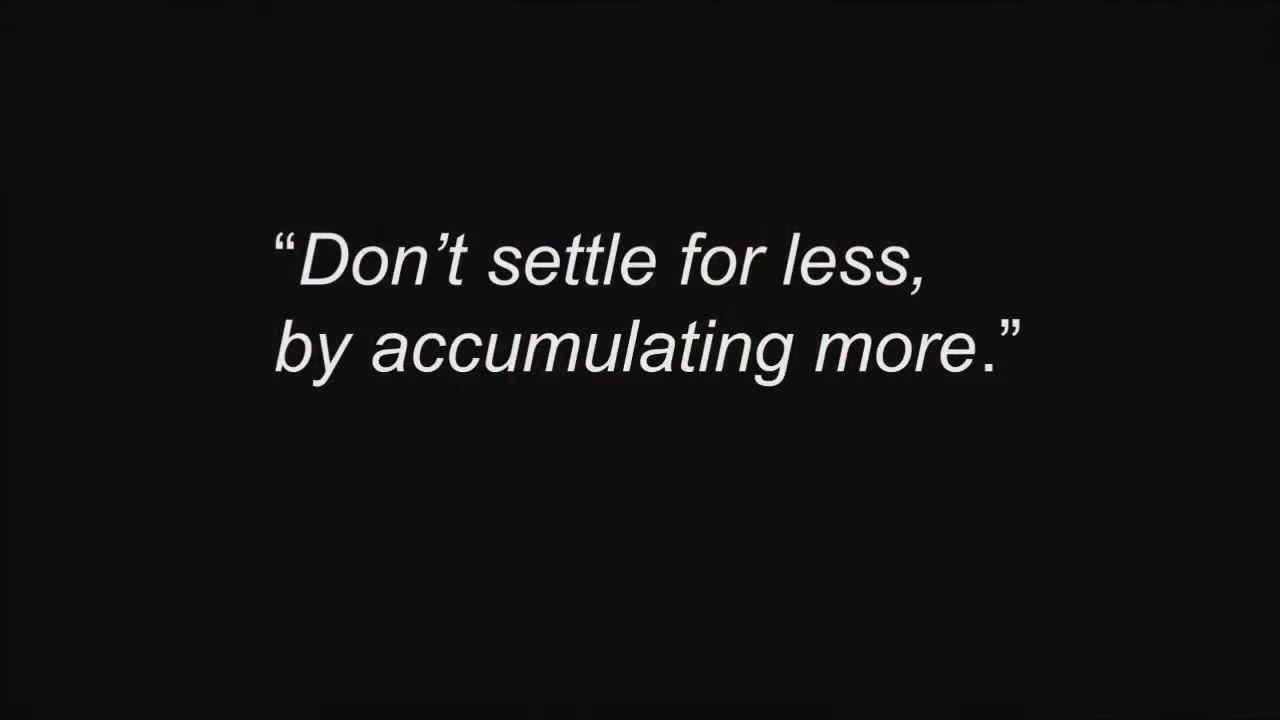 “Don’t settle for less,
by accumulating more.”